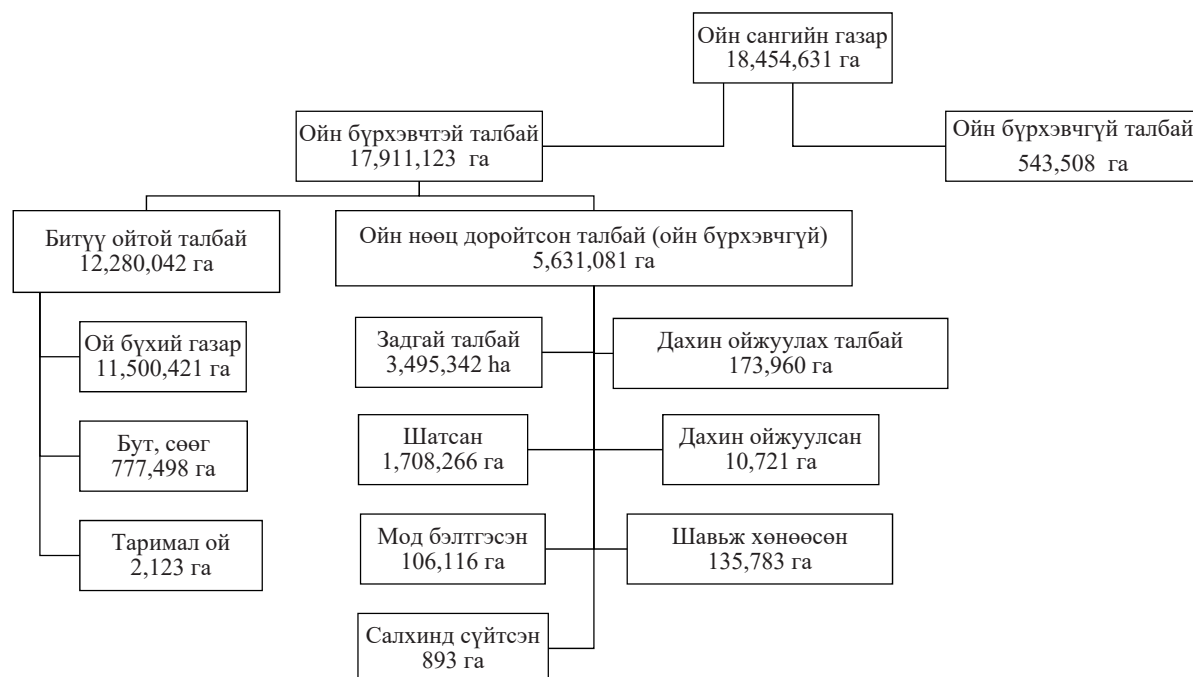 Ойн сангийн газар
18,454,631 га
Ойн бүрхэвчтэй талбай
17,911,123 га
Ойн бүрхэвчгүй талбай
543,508 га
Битүү ойтой талбай
12,280,042 га
Ойн нөөц доройтсон талбай (ойн бүрхэвчгүй)
5,631,081 га
Ой бүхий газар
11,500,421 га
Бут, сөөг
777,498 га
Таримал ой
2,123 га
Задгай талбай
3,495,342 ha
Дахин ойжуулах талбай
173,960 га
Шатсан
1,708,266 га
Дахин ойжуулсан
10,721 га
Мод бэлтгэсэн
106,116 га
Шавьж хөнөөсөн
135,783 га
Салхинд сүйтсэн
893 га